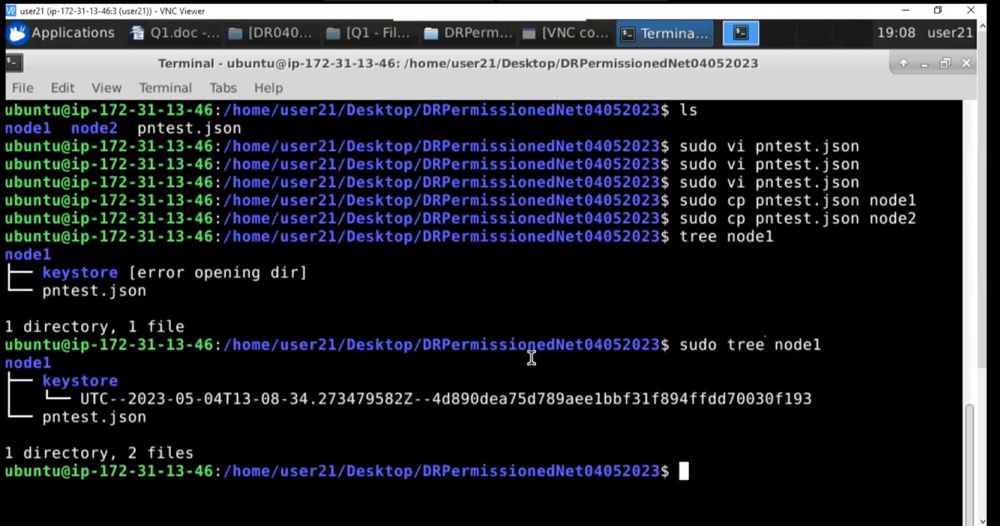 user21 (ip-172-31-13-46:3 (user21)) - VNC Viewer
Applications Q1.doc -... [DR040... [Q1 - Fil... DRPerm... [VNC co... Termina... 19:08 user21
Terminal - ubuntu@ip-172-31-13-46: /home/user21/Desktop/DRPermissionedNet04052023
File Edit View Terminal Tabs Help
ubuntu@ip-172-31-13-46:/home/user21/Desktop/DRPermissionedNet04052023$ ls
node1 node2 pntest.json
ubuntu@ip-172-31-13-46:/home/user21/Desktop/DRPermissionedNet04052023$ sudo vi pntest.json
ubuntu@ip-172-31-13-46:/home/user21/Desktop/DRPermissionedNet04052023$ sudo vi pntest.json
ubuntu@ip-172-31-13-46:/home/user21/Desktop/DRPermissionedNet04052023$ sudo vi pntest.json
ubuntu@ip-172-31-13-46:/home/user21/Desktop/DRPermissionedNet04052023$ sudo cp pntest.json node1
ubuntu@ip-172-31-13-46:/home/user21/Desktop/DRPermissionedNet04052023$ sudo cp pntest.json node2
ubuntu@ip-172-31-13-46:/home/user21/Desktop/DRPermissionedNet04052023$ tree node1
node1
├── keystore [error opening dir]
└── pntest.json
1 directory, 1 file
ubuntu@ip-172-31-13-46:/home/user21/Desktop/DRPermissionedNet04052023$ sudo tree node1
node1
├── keystore
│   └── UTC--2023-05-04T13-08-34.273479582Z--4d890dea75d789aee1bbf31f894ffdd70030f193
└── pntest.json
1 directory, 2 files
ubuntu@ip-172-31-13-46:/home/user21/Desktop/DRPermissionedNet04052023$